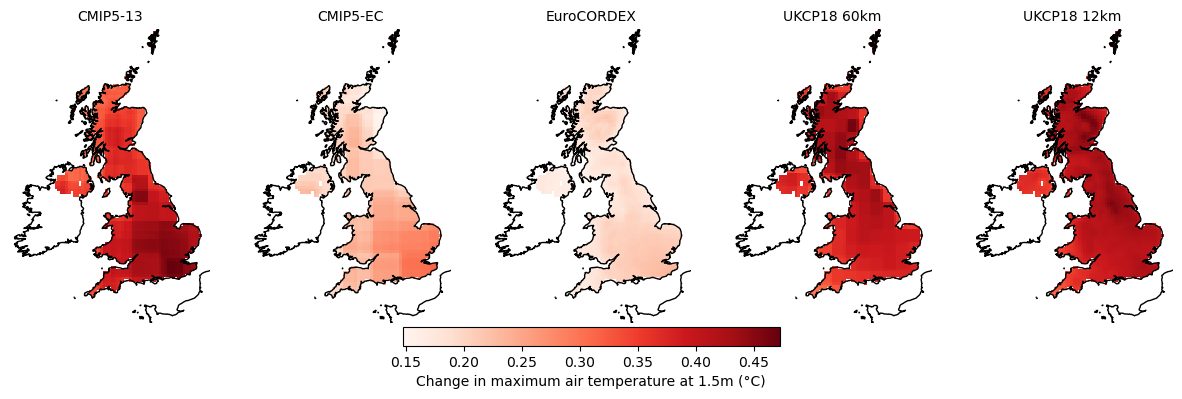 CMIP5-13 CMIP5-EC EuroCORDEX UKCP18 60km UKCP18 12km
0.15 0.20 0.25 0.30 0.35 0.40 0.45
Change in maximum air temperature at 1.5m (°C)